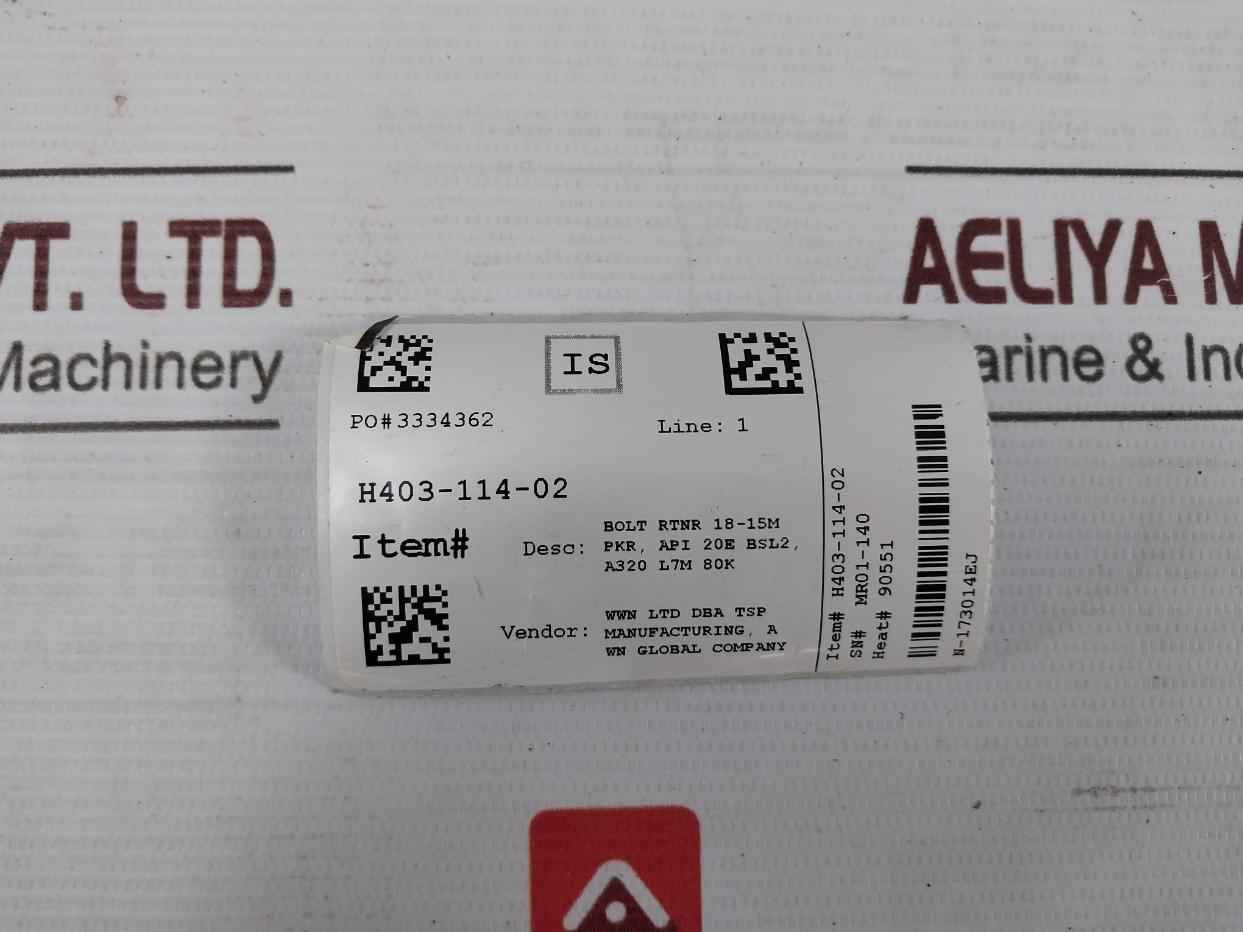 VT. LTD.
Machinery
AELIYA M
arine & Ind
IS
PO#3334362
Line: 1
H403-114-02
Item#
Desc: BOLT RTNR 18-15M
PKR, API 20E BSL2,
A320 L7M 80K
Vendor: WWN LTD DBA TSP
MANUFACTURING, A
WN GLOBAL COMPANY
Item# H403-114-02
SN# MR01-140
Heat# 90551
N-173014EJ